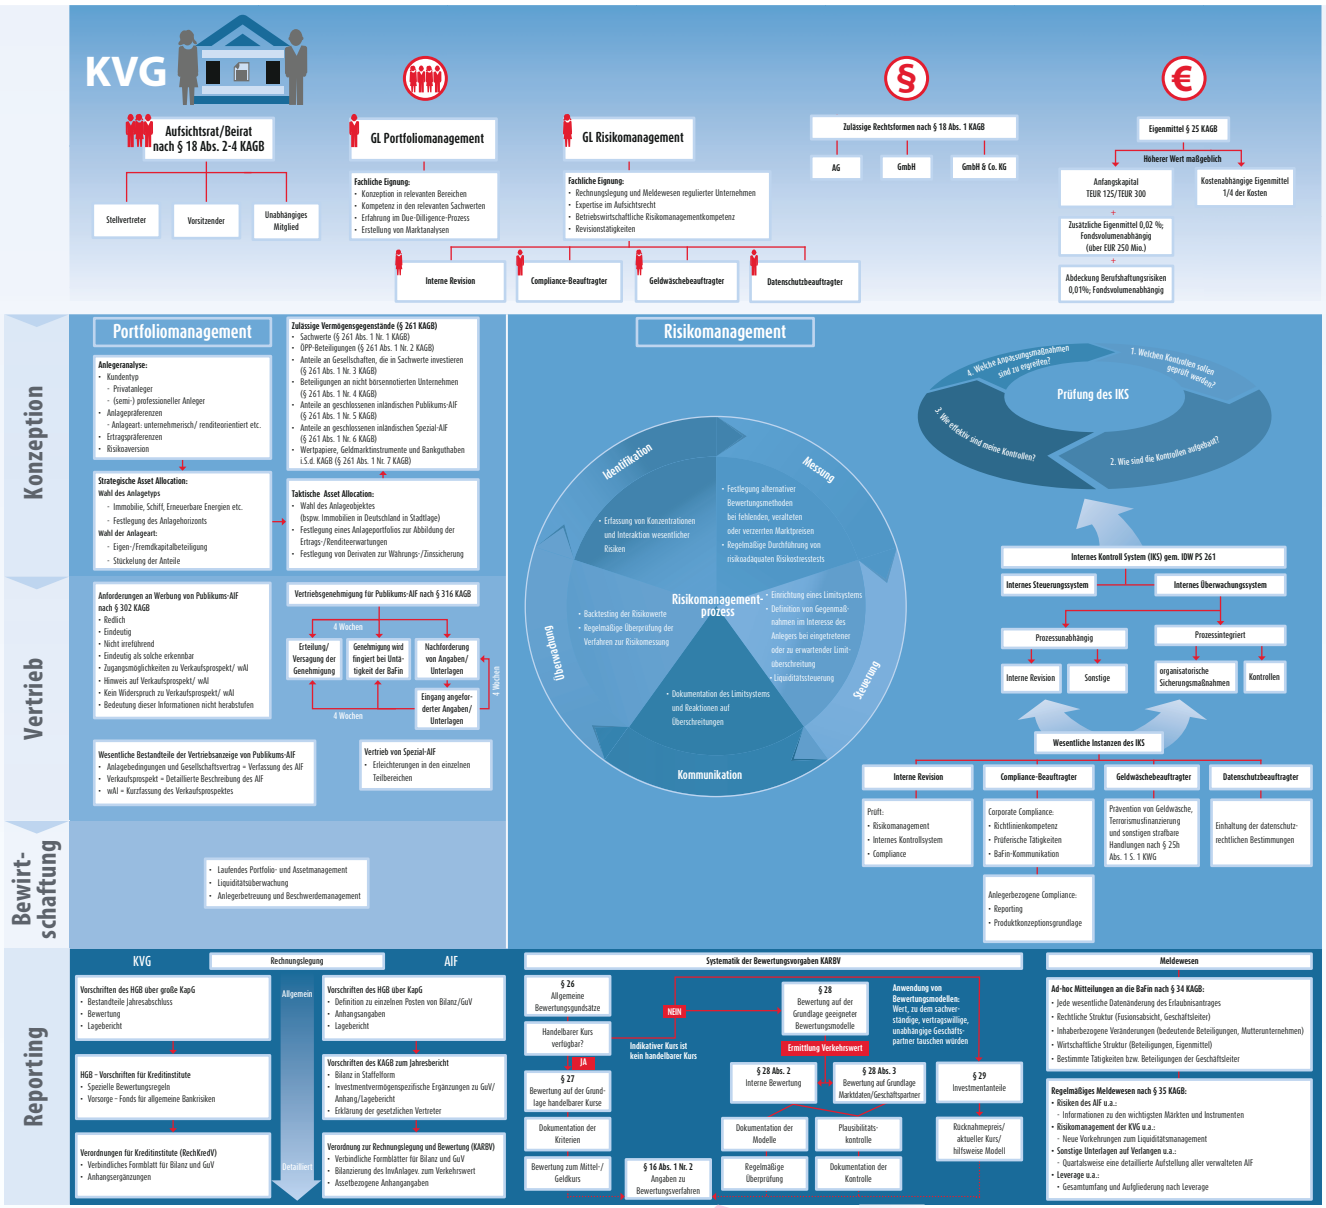 KVG
Aufsichtsrat/Beirat
nach § 18 Abs. 2-4 KAGB
Stellvertreter
Vorsitzender
Unabhängiges
Mitglied
GL Portfoliomanagement
Fachliche Eignung:
• Konzeption in relevanten Bereichen
• Kompetenz in den relevanten Sachwerten
• Erfahrung im Due-Dilligence-Prozess
• Erstellung von Marktanalysen
GL Risikomanagement
Fachliche Eignung:
• Rechnungslegung und Meldewesen regulierter Unternehmen
• Expertise im Aufsichtsrecht
• Betriebswirtschaftliche Risikomanagementkompetenz
• Revisionstätigkeiten
Interne Revision
Compliance-Beauftragter
Geldwäschebeauftragter
Datenschutzbeauftragter
§
Zulässige Rechtsformen nach § 18 Abs. 1 KAGB
AG
GmbH
GmbH & Co. KG
€
Eigenmittel § 25 KAGB
Höherer Wert maßgeblich
Anfangskapital
TEUR 125/TEUR 300
+
Zusätzliche Eigenmittel 0,02 %;
Fondsvolumenabhängig
(über EUR 250 Mio.)
+
Abdeckung Berufshaftungsrisiken
0,01%; Fondsvolumenabhängig
Kostenabhängige Eigenmittel
1/4 der Kosten
Konzeption
Portfoliomanagement
Anlegeranalyse:
• Kundentyp
- Privatanleger
- (semi-) professioneller Anleger
• Anlagepräferenzen
- Anlageart: unternehmerisch/ renditeorientiert etc.
• Ertragspräferenzen
• Risikoaversion
Strategische Asset Allocation:
Wahl des Anlagetyps
- Immobilie, Schiff, Erneuerbare Energien etc.
- Festlegung des Anlagehorizonts
Wahl der Anlageart:
- Eigen-/Fremdkapitalbeteiligung
- Stückelung der Anteile
Zulässige Vermögensgegenstände (§ 261 KAGB)
• Sachwerte (§ 261 Abs. 1 Nr. 1 KAGB)
• ÖPP-Beteiligungen (§ 261 Abs. 1 Nr. 2 KAGB)
• Anteile an Gesellschaften, die in Sachwerte investieren
(§ 261 Abs. 1 Nr. 3 KAGB)
• Beteiligungen an nicht börsennotierten Unternehmen
(§ 261 Abs. 1 Nr. 4 KAGB)
• Anteile an geschlossenen inländischen Publikums-AIF
(§ 261 Abs. 1 Nr. 5 KAGB)
• Anteile an geschlossenen inländischen Spezial-AIF
(§ 261 Abs. 1 Nr. 6 KAGB)
• Wertpapiere, Geldmarktinstrumente und Bankguthaben
i.S.d. KAGB (§ 261 Abs. 1 Nr. 7 KAGB)
Taktische Asset Allocation:
• Wahl des Anlageobjektes
(bspw. Immobilien in Deutschland in Stadtlage)
• Festlegung eines Anlageportfolios zur Abbildung der
Ertrags-/Renditeerwartungen
• Festlegung von Derivaten zur Währungs-/Zinssicherung
Risikomanagement
Identifikation
• Erfassung von Konzentrationen
und Interaktion wesentlicher
Risiken
Messung
• Festlegung alternativer
Bewertungsmethoden
bei fehlenden, veralteten
oder verzerrten Marktpreisen
• Regelmäßige Durchführung von
risikoadäquaten Risikostresstests
Risikomanagement-
prozess
Steuerung
• Einrichtung eines Limitsystems
• Definition von Gegenmaß-
nahmen im Interesse des
Anlegers bei eingetretener
oder zu erwartender Limit-
überschreitung
• Liquiditätssteuerung
Überwachung
• Backtesting der Risikowerte
• Regelmäßige Überprüfung der
Verfahren zur Risikomessung
• Dokumentation des Limitsystems
und Reaktionen auf
Überschreitungen
Kommunikation
Prüfung des IKS
1. Welchen Kontrollen sollen
geprüft werden?
2. Wie sind die Kontrollen aufgebaut?
3. Wie effektiv sind meine Kontrollen?
4. Welche Anpassungsmaßnahmen
sind zu ergreifen?
Internes Kontroll System (IKS) gem. IDW PS 261
Internes Steuerungssystem
Internes Überwachungssystem
Prozessunabhängig
Prozessintegriert
Interne Revision
Sonstige
organisatorische
Sicherungsmaßnahmen
Kontrollen
Wesentliche Instanzen des IKS
Interne Revision
Compliance-Beauftragter
Geldwäschebeauftragter
Datenschutzbeauftragter
Prüft:
• Risikomanagement
• Internes Kontrollsystem
• Compliance
Corporate Compliance:
• Richtlinienkompetenz
• Prüferische Tätigkeiten
• BaFin-Kommunikation
Prävention von Geldwäsche,
Terrorismusfinanzierung
und sonstigen strafbare
Handlungen nach § 25h
Abs. 1 S. 1 KWG
Einhaltung der datenschutz-
rechtlichen Bestimmungen
Anlegerbezogene Compliance:
• Reporting
• Produktkonzeptionsgrundlage
Vertrieb
Anforderungen an Werbung von Publikums-AIF
nach § 302 KAGB
• Redlich
• Eindeutig
• Nicht irreführend
• Eindeutig als solche erkennbar
• Zugangsmöglichkeiten zu Verkaufsprospekt/ wAI
• Hinweis auf Verkaufsprospekt/ wAI
• Kein Widerspruch zu Verkaufsprospekt/ wAI
• Bedeutung dieser Informationen nicht herabstufen
Vertriebsgenehmigung für Publikums-AIF nach § 316 KAGB
4 Wochen
Erteilung/
Versagung der
Genehmigung
Genehmigung wird
fingiert bei Untä-
tigkeit der BaFin
Nachforderung
von Angaben/
Unterlagen
Eingang angefor-
derter Angaben/
Unterlagen
4 Wochen
4 Wochen
Wesentliche Bestandteile der Vertriebsanzeige von Publikums-AIF
• Anlagebedingungen und Gesellschaftsvertrag = Verfassung des AIF
• Verkaufsprospekt = Detaillierte Beschreibung des AIF
• wAI = Kurzfassung des Verkaufsprospektes
Vertrieb von Spezial-AIF
• Erleichterungen in den einzelnen
Teilbereichen
Bewirt-
schaftung
• Laufendes Portfolio- und Assetmanagement
• Liquiditätsüberwachung
• Anlegerbetreuung und Beschwerdemanagement
Reporting
KVG
Rechnungslegung
AIF
Allgemein
Detailliert
Vorschriften des HGB über große KapG
• Bestandteile Jahresabschluss
• Bewertung
• Lagebericht
HGB – Vorschriften für Kreditinstitute
• Spezielle Bewertungsregeln
• Vorsorge – Fonds für allgemeine Bankrisiken
Verordnungen für Kreditinstitute (RechKredV)
• Verbindliches Formblatt für Bilanz und GuV
• Anhangsergänzungen
Vorschriften des HGB über KapG
• Definition zu einzelnen Posten von Bilanz/GuV
• Anhangsangaben
• Lagebericht
Vorschriften des KAGB zum Jahresbericht
• Bilanz in Staffelform
• Investmentvermögenspezifische Ergänzungen zu GuV/
Anhang/Lagebericht
• Erklärung der gesetzlichen Vertreter
Verordnung zur Rechnungslegung und Bewertung (KARBV)
• Verbindliche Formblätter für Bilanz und GuV
• Bilanzierung des InvAnlagev. zum Verkehrswert
• Assetbezogene Anhangangaben
Systematik der Bewertungsvorgaben KARBV
§ 26
Allgemeine
Bewertungsgundsätze
Handelbarer Kurs
verfügbar?
NEIN
JA
Indikativer Kurs ist
kein handelbarer Kurs
§ 27
Bewertung auf der Grund-
lage handelbarer Kurse
Dokumentation der
Kriterien
Bewertung zum Mittel-/
Geldkurs
§ 16 Abs. 1 Nr. 2
Angaben zu
Bewertungsverfahren
§ 28
Bewertung auf der
Grundlage geeigneter
Bewertungsmodelle
Ermittlung Verkehrswert
§ 28 Abs. 2
Interne Bewertung
§ 28 Abs. 3
Bewertung auf Grundlage
Marktdaten/Geschäftspartner
Dokumentation der
Modelle
Plausibilitäts-
kontrolle
Regelmäßige
Überprüfung
Dokumentation der
Kontrolle
Anwendung von
Bewertungsmodellen:
Wert, zu dem sachver-
ständige, vertragswillige,
unabhängige Geschäfts-
partner tauschen würden
§ 29
Investmentanteile
Rücknahmepreis/
aktueller Kurs/
hilfsweise Modell
Meldewesen
Ad-hoc Mitteilungen an die BaFin nach § 34 KAGB:
• Jede wesentliche Datenänderung des Erlaubnisantrages
• Rechtliche Struktur (Fusionsabsicht, Geschäftsleiter)
• Inhaberbezogene Veränderungen (bedeutende Beteiligungen, Mutterunternehmen)
• Wirtschaftliche Struktur (Beteiligungen, Eigenmittel)
• Bestimmte Tätigkeiten bzw. Beteiligungen der Geschäftsleiter
Regelmäßiges Meldewesen nach § 35 KAGB:
• Risiken des AIF u.a.:
- Informationen zu den wichtigsten Märkten und Instrumenten
• Risikomanagement der KVG u.a.:
- Neue Vorkehrungen zum Liquiditätsmanagement
• Sonstige Unterlagen auf Verlangen u.a.:
- Quartalsweise eine detaillierte Aufstellung aller verwalteten AIF
• Leverage u.a.:
- Gesamtumfang und Aufgliederung nach Leverage